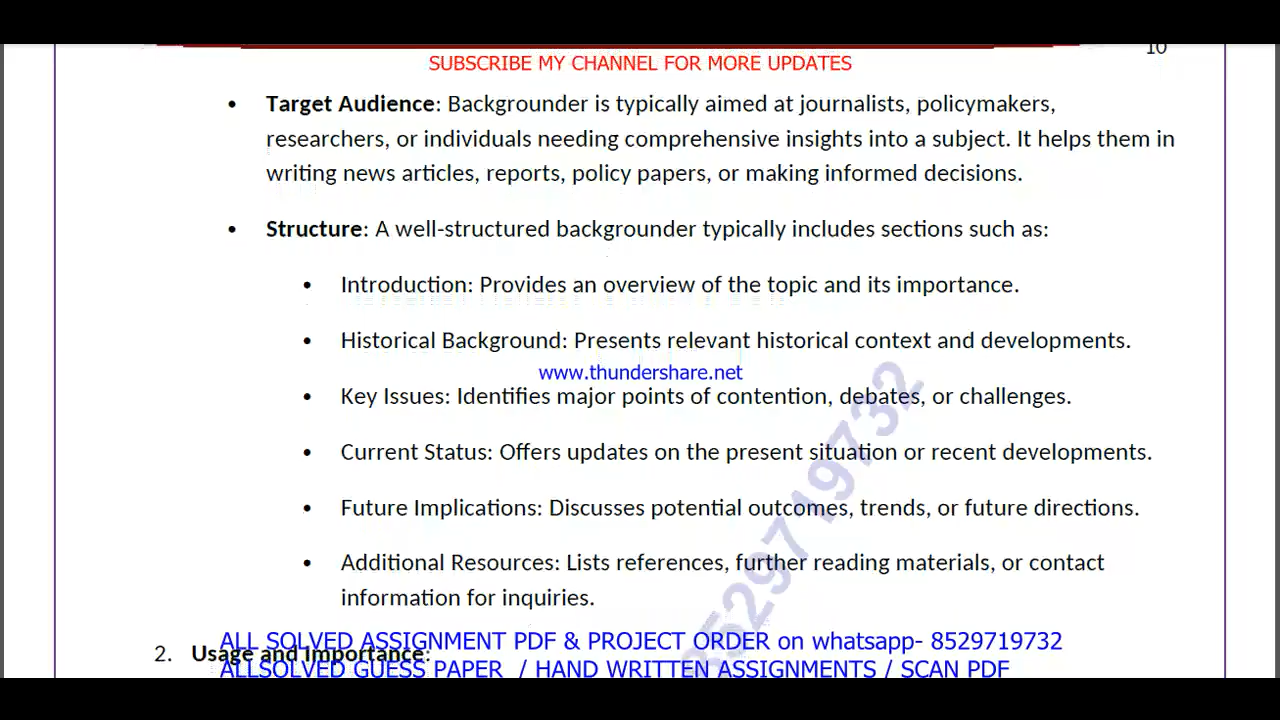 10
SUBSCRIBE MY CHANNEL FOR MORE UPDATES
• Target Audience: Backgrounder is typically aimed at journalists, policymakers,
researchers, or individuals needing comprehensive insights into a subject. It helps them in
writing news articles, reports, policy papers, or making informed decisions.
• Structure: A well-structured backgrounder typically includes sections such as:
• Introduction: Provides an overview of the topic and its importance.
• Historical Background: Presents relevant historical context and developments.
www.thundershare.net
• Key Issues: Identifies major points of contention, debates, or challenges.
• Current Status: Offers updates on the present situation or recent developments.
• Future Implications: Discusses potential outcomes, trends, or future directions.
• Additional Resources: Lists references, further reading materials, or contact
information for inquiries.
8529719732
ALL SOLVED ASSIGNMENT PDF & PROJECT ORDER on whatsapp- 8529719732
2. Usage and Importance:
ALLSOLVED GUESS PAPER / HAND WRITTEN ASSIGNMENTS / SCAN PDF